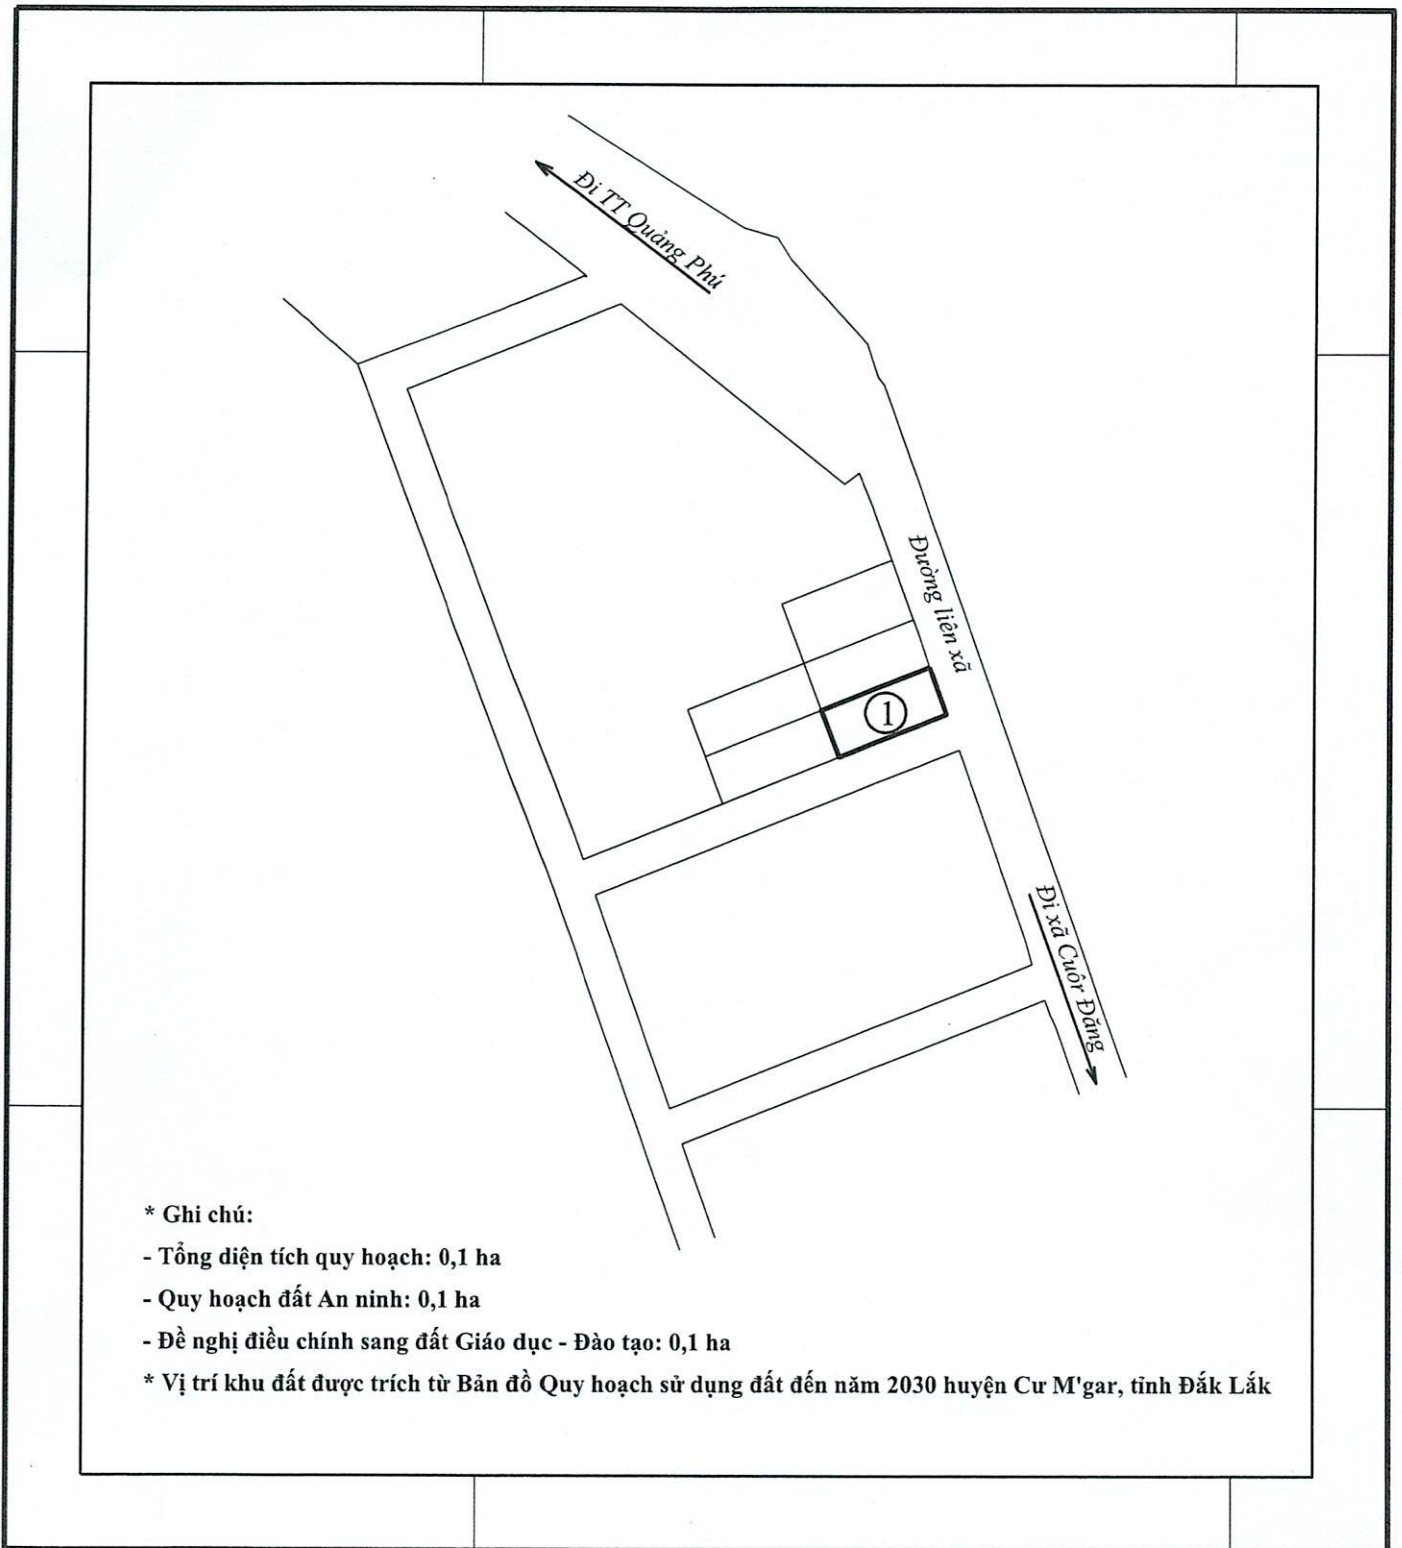 Đi TT Quảng Phú
Đường liên xã
1
Đi xã Cuôr Đăng
* Ghi chú:
- Tổng diện tích quy hoạch: 0,1 ha
- Quy hoạch đất An ninh: 0,1 ha
- Đề nghị điều chỉnh sang đất Giáo dục - Đào tạo: 0,1 ha
* Vị trí khu đất được trích từ Bản đồ Quy hoạch sử dụng đất đến năm 2030 huyện Cư M'gar, tỉnh Đắk Lắk